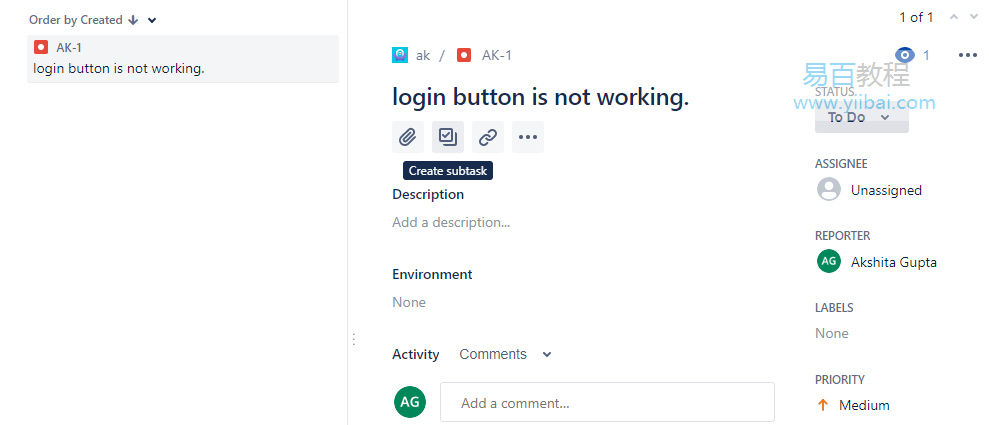 Order by Created
AK-1
login button is not working.
1 of 1
ak / AK-1
1
login button is not working.
Create subtask
Description
Add a description...
Environment
None
Activity Comments
AG
Add a comment…
易百教程
www.yiibai.com
STATUS
To Do
ASSIGNEE
Unassigned
REPORTER
AG Akshita Gupta
LABELS
None
PRIORITY
Medium